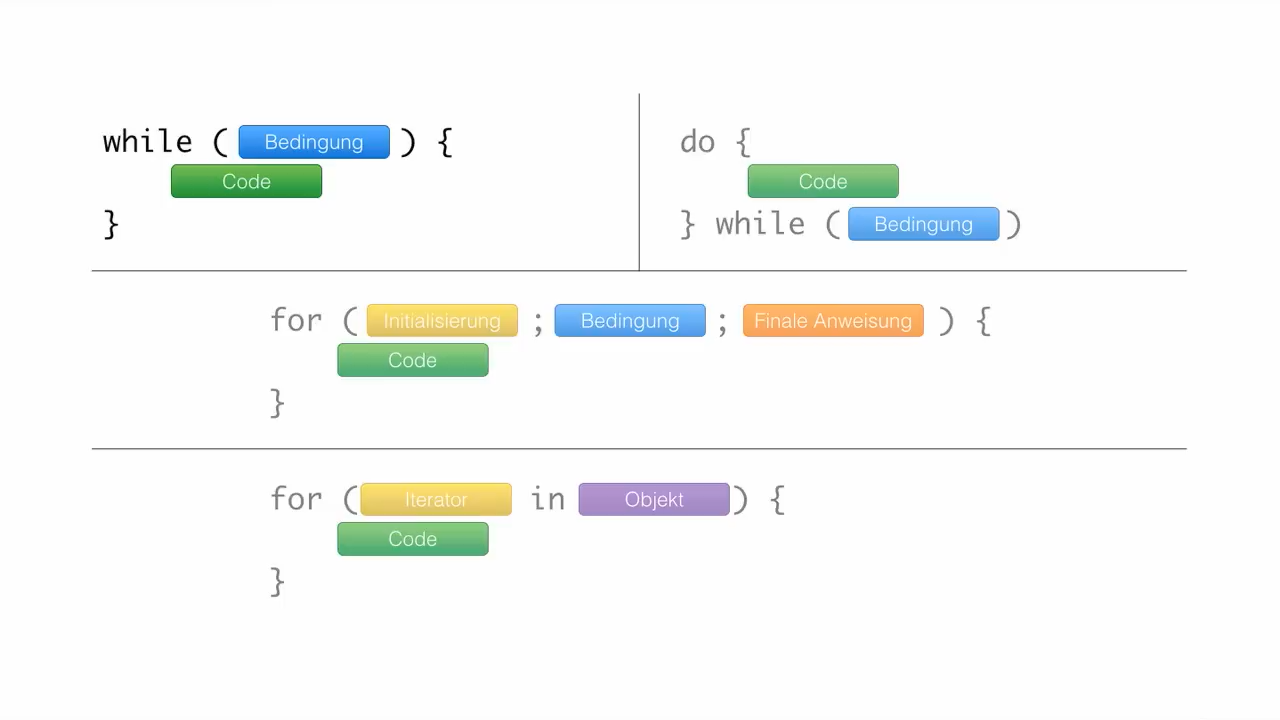 while ( Bedingung ) {
Code
}
do {
Code
} while ( Bedingung )
for ( Initialisierung ; Bedingung ; Finale Anweisung ) {
Code
}
for ( Iterator in Objekt ) {
Code
}